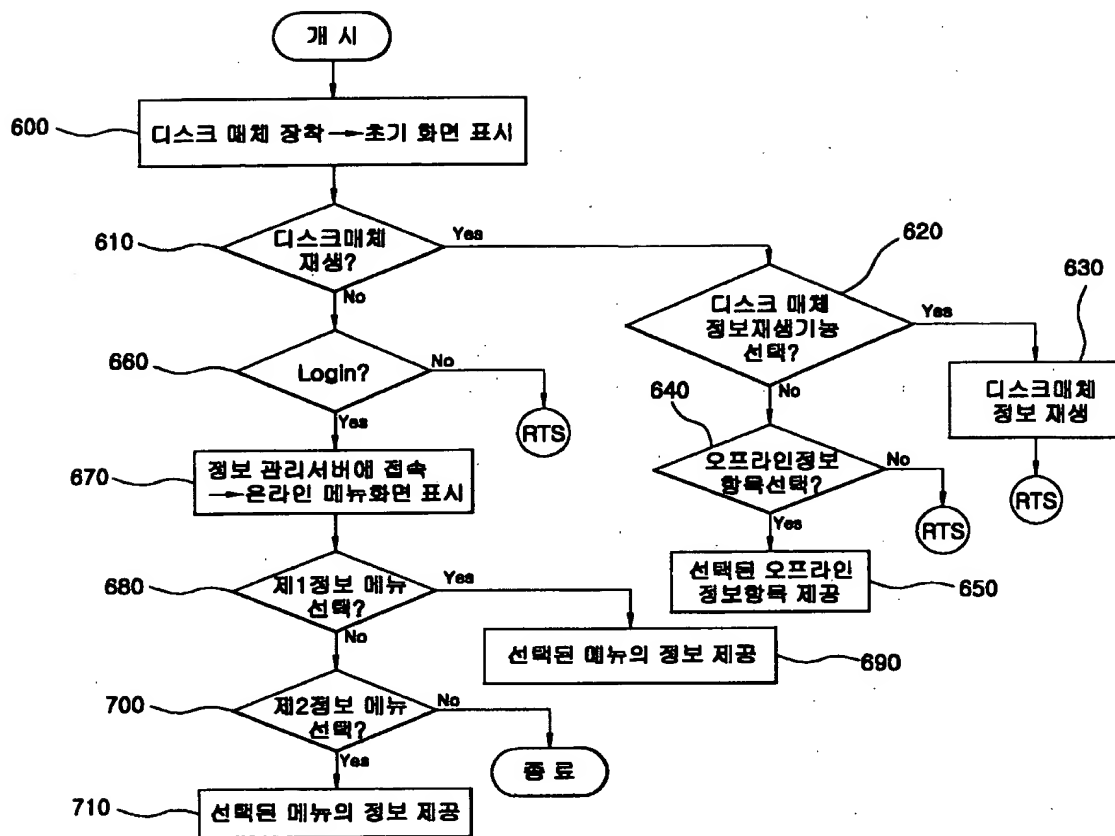 개 시
600
디스크 매체 장착→초기 화면 표시
610
디스크매체
재생?
Yes
No
620
디스크 매체
정보재생기능
선택?
Yes
No
630
디스크매체
정보 재생
RTS
660
Login?
No
Yes
RTS
640
오프라인정보
항목선택?
No
Yes
RTS
670
정보 관리서버에 접속
→온라인 메뉴화면 표시
선택된 오프라인
정보항목 제공
650
680
제1정보 메뉴
선택?
Yes
No
선택된 메뉴의 정보 제공
690
700
제2정보 메뉴
선택?
No
Yes
종 료
710
선택된 메뉴의 정보 제공